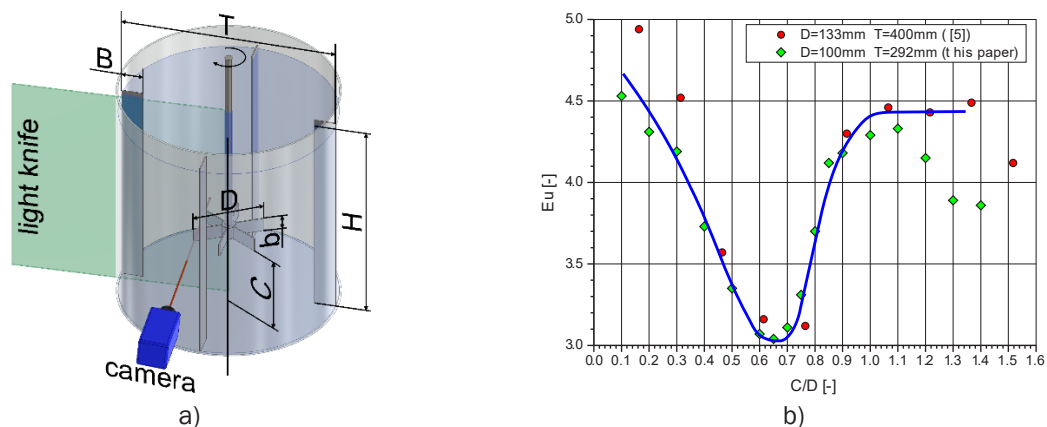 T
B
light knife
D
b
H
C
camera
a)
5.0
4.5
4.0
3.5
3.0
Eu [-]
D=133mm T=400mm ( [5])
D=100mm T=292mm (t his paper)
0.0 0.1 0.2 0.3 0.4 0.5 0.6 0.7 0.8 0.9 1.0 1.1 1.2 1.3 1.4 1.5 1.6
C/D [-]
b)